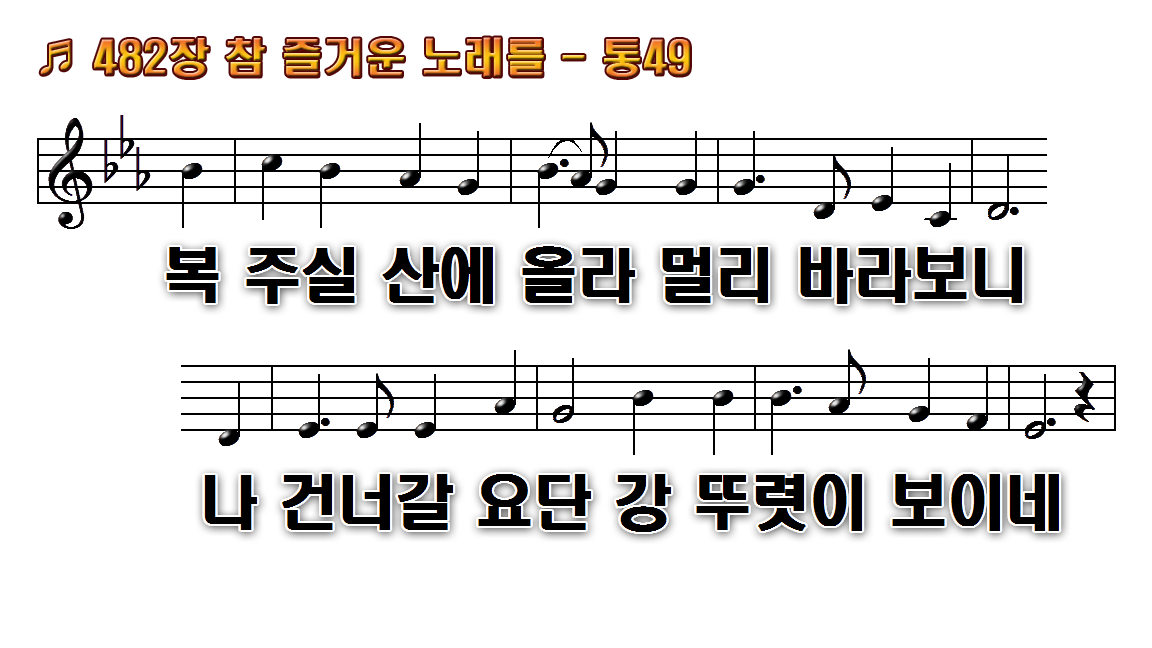 ♬ 482장 참 즐거운 노래를 - 통49
복 주실 산에 올라 멀리 바라보니
나 건너갈 요단 강 뚜렷이 보이네